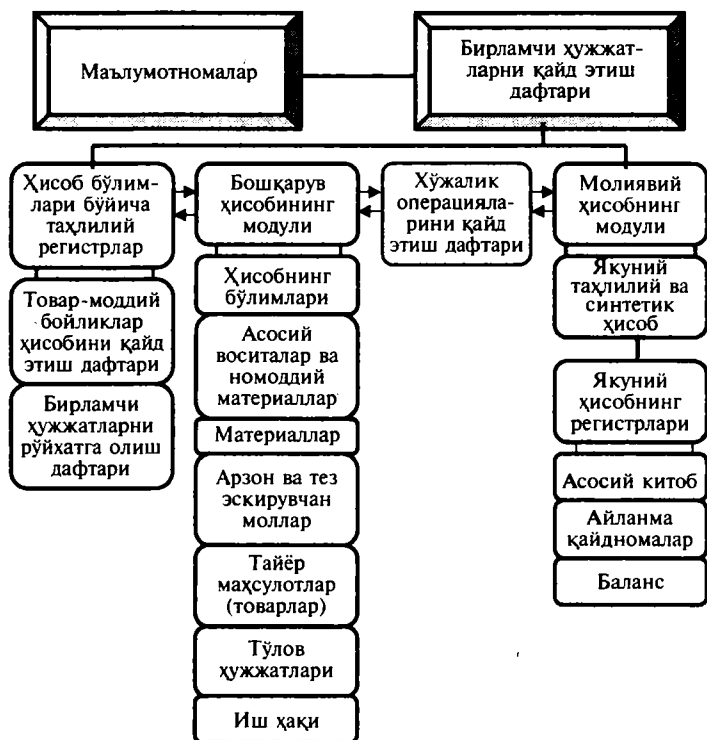 Маълумотномалар
Бирламчи ҳужжат-
ларни қайд этиш
дафтари
Ҳисоб бўлим-
лари бўйича
таҳлилий
регистрлар
Товар-моддий
бойликлар
ҳисобини қайд
этиш дафтари
Бирламчи
ҳужжатларни
рўйхатга олиш
дафтари
Бошқарув
ҳисобининг
модули
Ҳисобнинг
бўлимлари
Асосий
воситалар ва
номоддий
материаллар
Материаллар
Арзон ва тез
эскирувчан
моллар
Тайёр
маҳсулотлар
(товарлар)
Тўлов
ҳужжатлари
Иш ҳақи
Хўжалик
операцияла-
рини қайд
этиш дафтари
Молиявий
ҳисобнинг
модули
Якуний
таҳлилий ва
синтетик
ҳисоб
Якуний
ҳисобнинг
регистрлари
Асосий китоб
Айланма
қайдномалар
Баланс